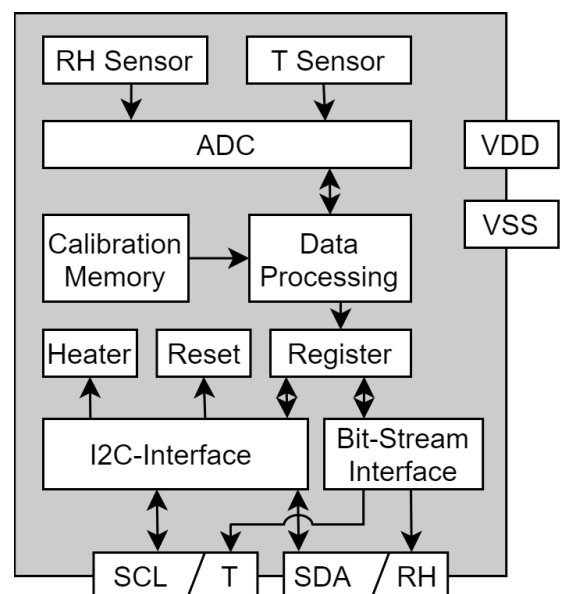 RH Sensor
T Sensor
ADC
VDD
VSS
Calibration
Memory
Data
Processing
Heater
Reset
Register
I2C-Interface
Bit-Stream
Interface
SCL / T
SDA / RH